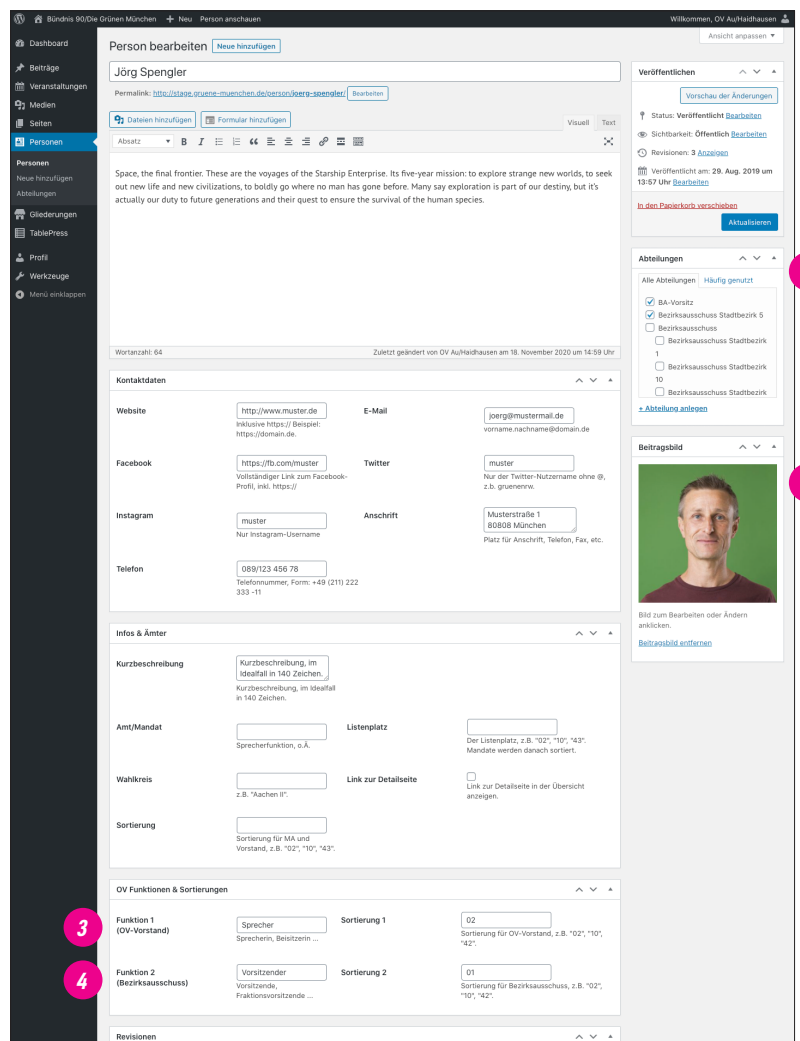 Bündnis 90/Die Grünen München + Neu Person anschauen Willkommen, OV Au/Haidhausen
Ansicht anpassen ▼
Dashboard
Beiträge
Veranstaltungen
Medien
Seiten
Personen
Personen
Neue hinzufügen
Abteilungen
Gliederungen
TablePress
Profil
Werkzeuge
Menü einklappen
Person bearbeiten Neue hinzufügen
Jörg Spengler
Permalink: http://stage.gruene-muenchen.de/person/joerg-spengler/ Bearbeiten
Dateien hinzufügen Formular hinzufügen Visuell Text
Absatz ▼ B I
Space, the final frontier. These are the voyages of the Starship Enterprise. Its five-year mission: to explore strange new worlds, to seek
out new life and new civilizations, to boldly go where no man has gone before. Many say exploration is part of our destiny, but it's
actually our duty to future generations and their quest to ensure the survival of the human species.
Wortanzahl: 64 Zuletzt geändert von OV Au/Haidhausen am 18. November 2020 um 14:59 Uhr
Kontaktdaten
Website http://www.muster.de
Inklusive https:// Beispiel:
https://domain.de.
E-Mail joerg@mustermail.de
vorname.nachname@domain.de
Facebook https://fb.com/muster
Vollständiger Link zum Facebook-
Profil, inkl. https://
Twitter muster
Nur der Twitter-Nutzername ohne @,
z.b. gruenenrw.
Instagram muster
Nur Instagram-Username
Anschrift Musterstraße 1
80808 München
Platz für Anschrift, Telefon, Fax, etc.
Telefon 089/123 456 78
Telefonnummer, Form: +49 (211) 222
333 -11
Infos & Ämter
Kurzbeschreibung Kurzbeschreibung, im
Idealfall in 140 Zeichen.
Kurzbeschreibung, im Idealfall
in 140 Zeichen.
Amt/Mandat
Sprecherfunktion, o.Ä.
Listenplatz
Der Listenplatz, z.B. "02", "10", "43".
Mandate werden danach sortiert.
Wahlkreis
z.B. "Aachen II".
Link zur Detailseite
Link zur Detailseite in der Übersicht
anzeigen.
Sortierung
Sortierung für MA und
Vorstand, z.B. "02", "10", "43".
OV Funktionen & Sortierungen
3
Funktion 1
(OV-Vorstand)
Sprecher
Sprecherin, Beisitzerin ...
Sortierung 1 02
Sortierung für OV-Vorstand, z.B. "02", "10",
"42".
4
Funktion 2
(Bezirksausschuss)
Vorsitzender
Vorsitzende,
Fraktionsvorsitzende ...
Sortierung 2 01
Sortierung für Bezirksausschuss, z.B. "02",
"10", "42".
Revisionen
Veröffentlichen
Vorschau der Änderungen
Status: Veröffentlicht Bearbeiten
Sichtbarkeit: Öffentlich Bearbeiten
Revisionen: 3 Anzeigen
Veröffentlicht am: 29. Aug. 2019 um
13:57 Uhr Bearbeiten
In den Papierkorb verschieben
Aktualisieren
Abteilungen
Alle Abteilungen Häufig genutzt
BA-Vorsitz
Bezirksausschuss Stadtbezirk 5
Bezirksausschuss
Bezirksausschuss Stadtbezirk
1
Bezirksausschuss Stadtbezirk
10
Bezirksausschuss Stadtbezirk
+ Abteilung anlegen
Beitragsbild
Bild zum Bearbeiten oder Ändern
anklicken.
Beitragsbild entfernen